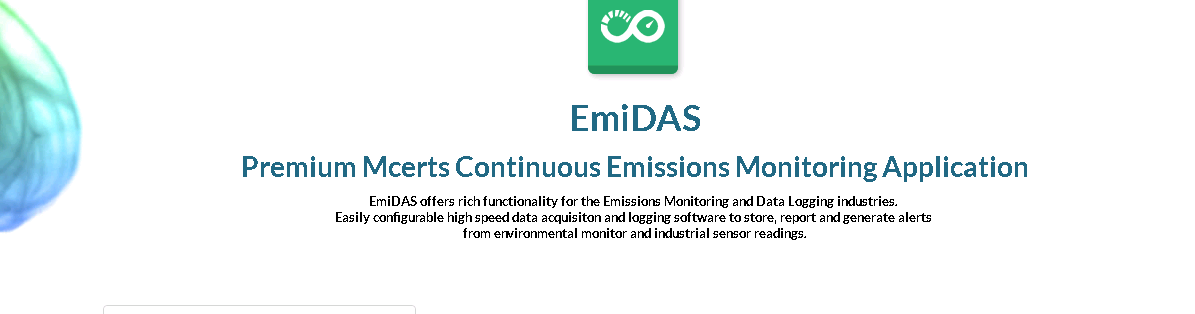 EmiDAS
Premium Mcerts Continuous Emissions Monitoring Application
EmiDAS offers rich functionality for the Emissions Monitoring and Data Logging industries.
Easily configurable high speed data acquisiton and logging software to store, report and generate alerts
from environmental monitor and industrial sensor readings.